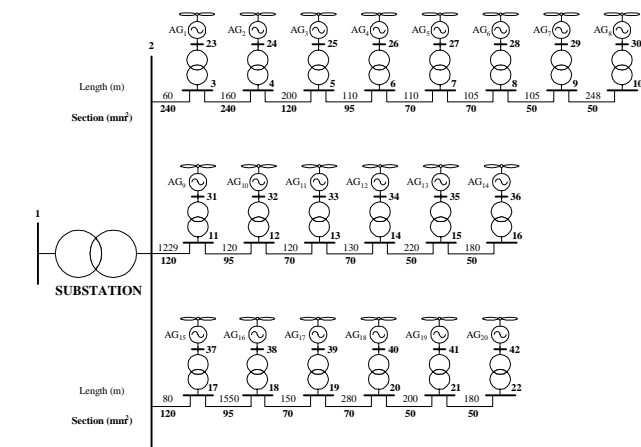 AG1 AG2 AG3 AG4 AG5 AG6 AG7 AG8
2 23 24 25 26 27 28 29 30
3 4 5 6 7 8 9 10
Length (m) 60 160 200 110 110 105 105 248
240 240 120 95 70 70 50 50
Section (mm²)
AG9 AG10 AG11 AG12 AG13 AG14
31 32 33 34 35 36
1
11 12 13 14 15 16
1229 120 120 130 220 180
120 95 70 70 50 50
SUBSTATION
AG15 AG16 AG17 AG18 AG19 AG20
37 38 39 40 41 42
17 18 19 20 21 22
Length (m) 80 1550 150 280 200 180
120 95 70 70 50 50
Section (mm²)